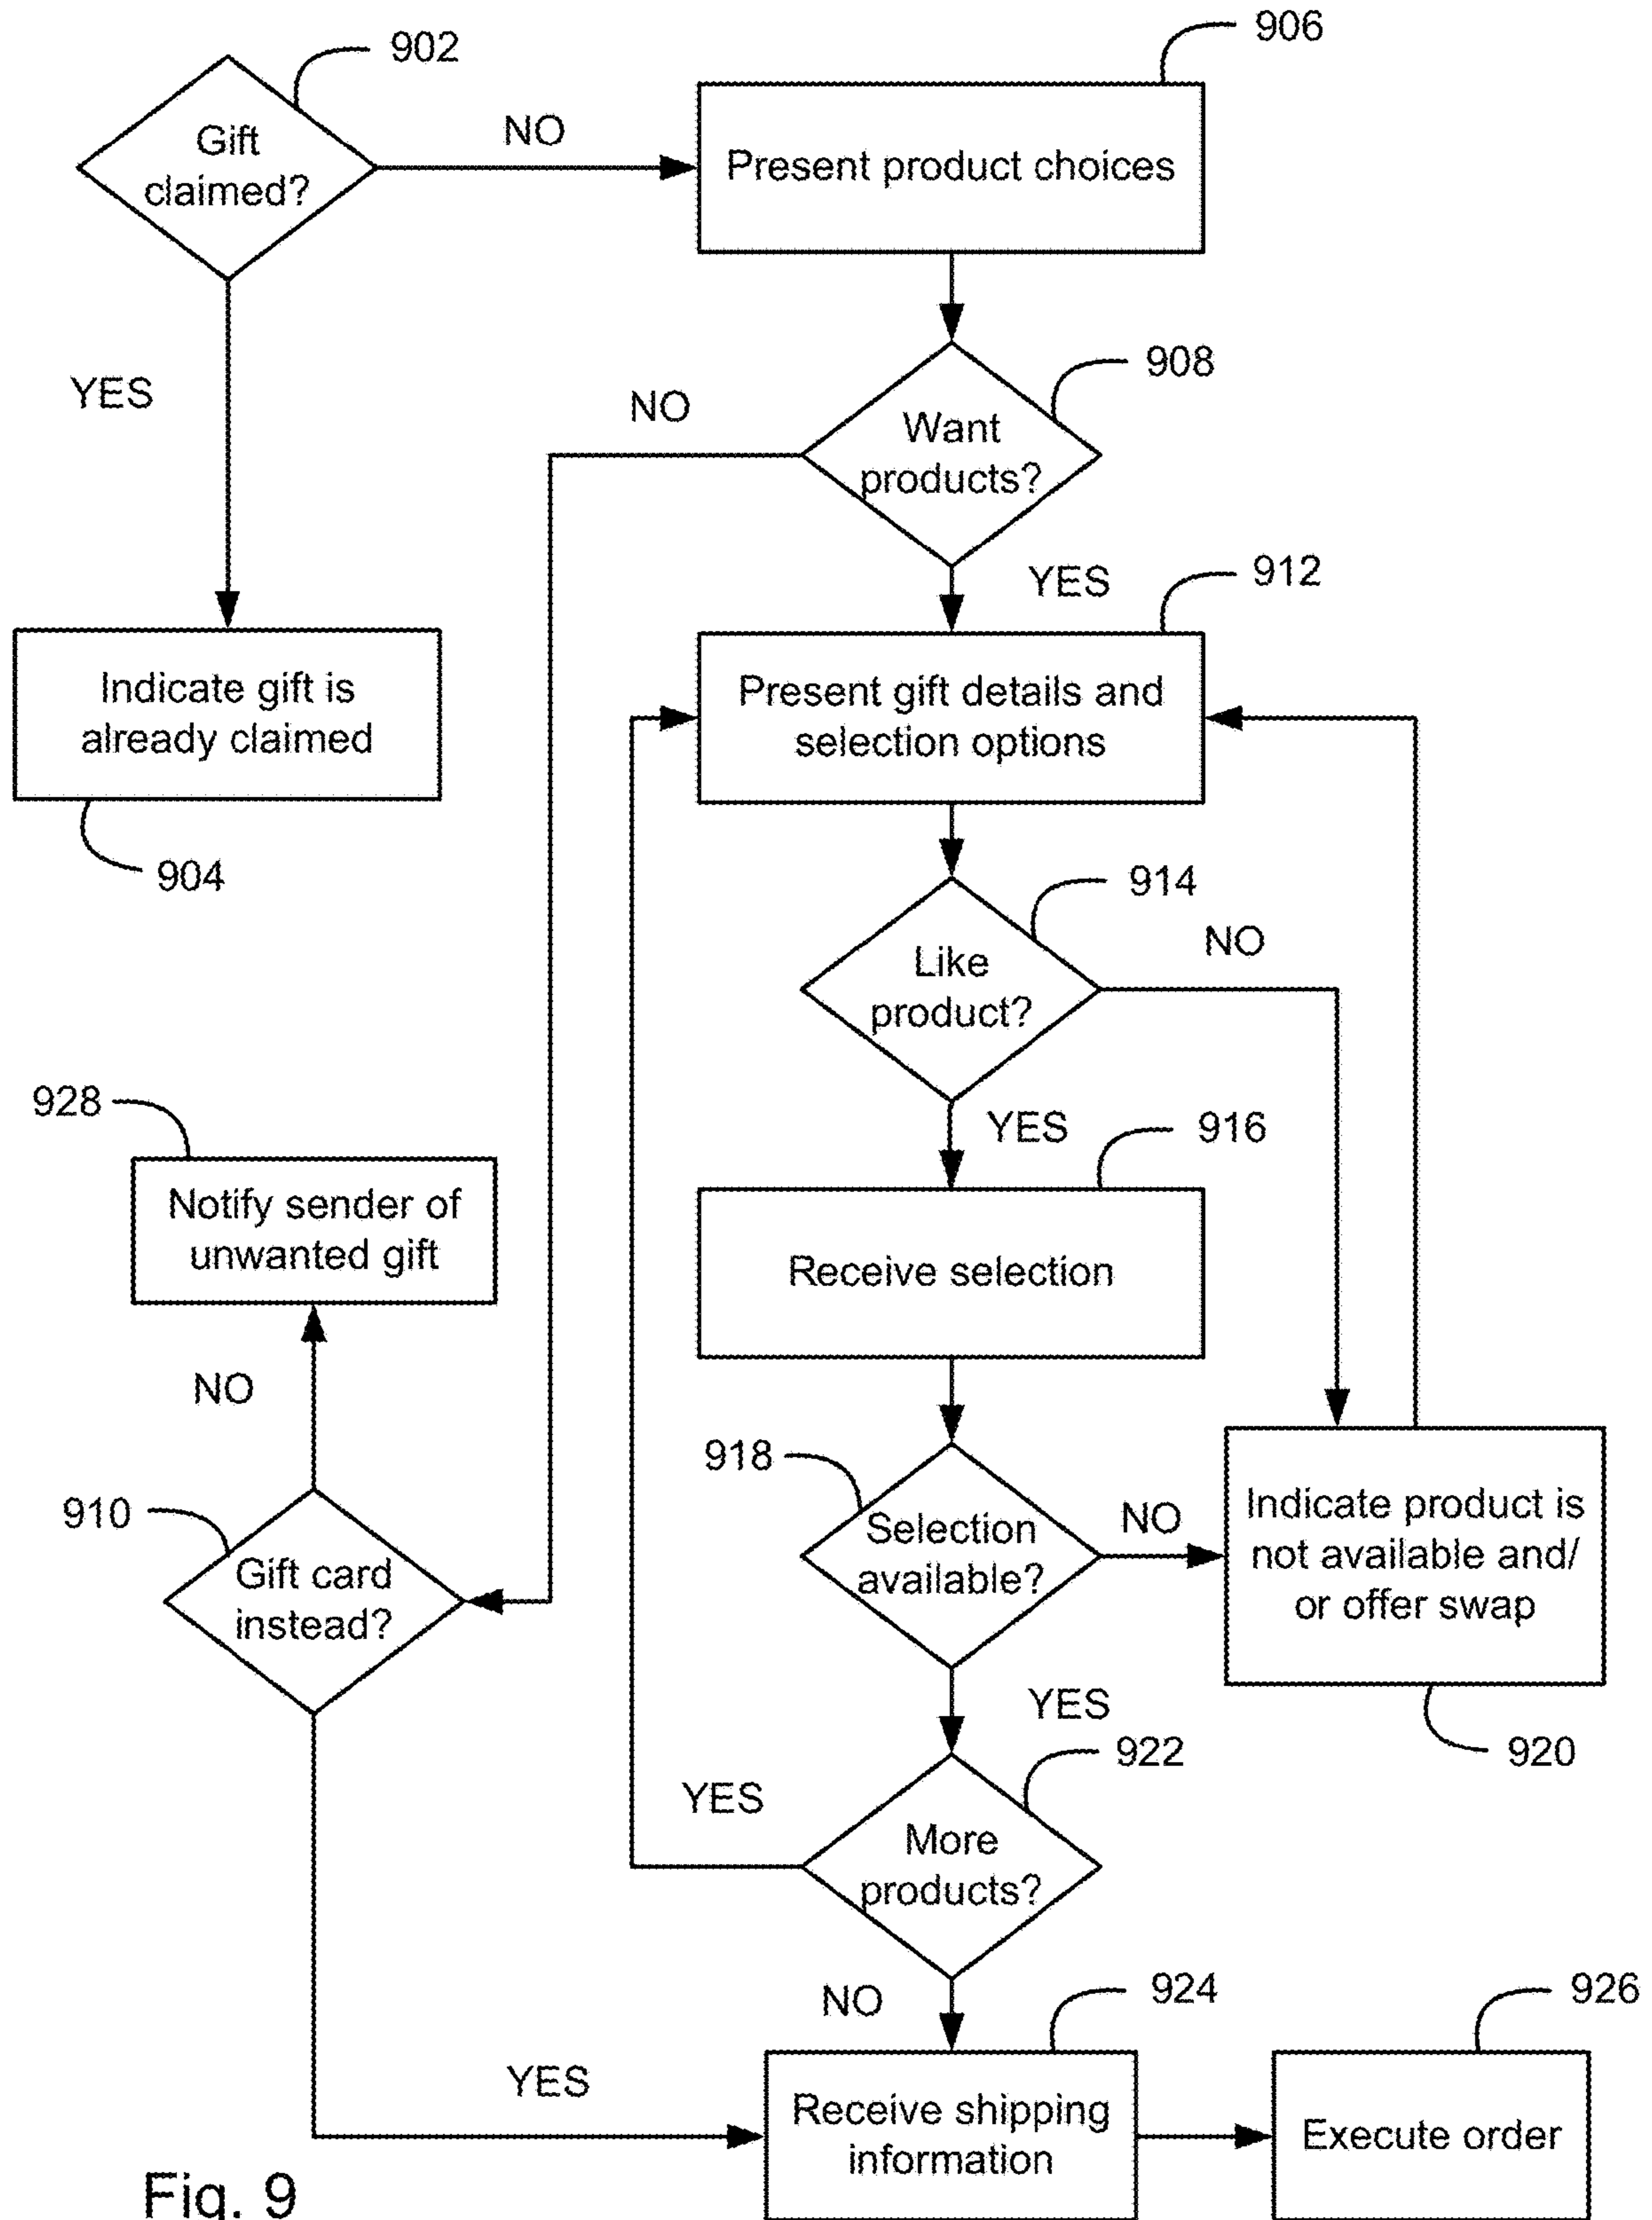 902
906
Gift
claimed?
NO
Present product choices
YES
908
NO
Want
products?
YES
912
Indicate gift is
already claimed
904
Present gift details and
selection options
914
Like
product?
NO
928
YES
916
Notify sender of
unwanted gift
Receive selection
NO
918
910
Gift card
instead?
Selection
available?
NO
Indicate product is
not available and/
or offer swap
920
YES
922
YES
More
products?
NO
924
926
YES
Receive shipping
information
Execute order
Fig. 9